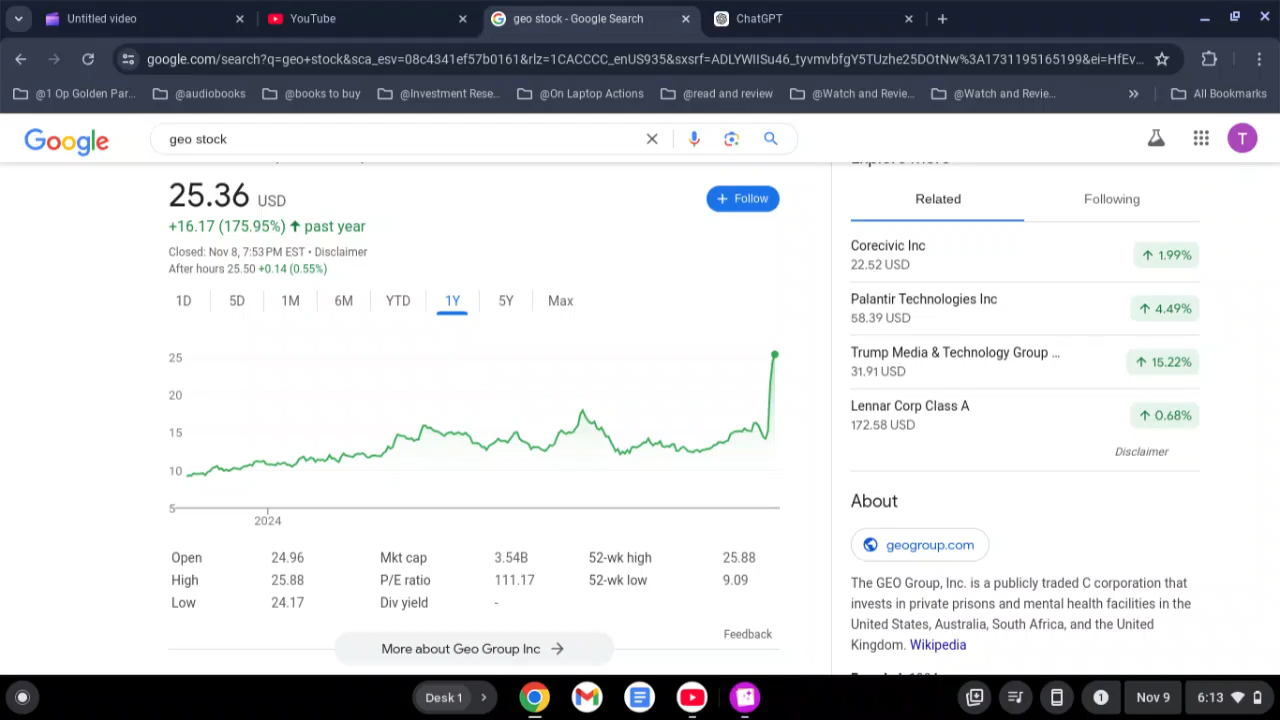 Untitled video
YouTube
geo stock - Google Search
ChatGPT
google.com/search?q=geo+stock&sca_esv=08c4341ef57b0161&rlz=1CACCCC_enUS935&sxsrf=ADLYWIISu46_tyvmvbfgY5TUzhe25DOtNw%3A1731195165199&ei=HfEv...
@1 Op Golden Par...
@audiobooks
@books to buy
@Investment Rese...
@On Laptop Actions
@read and review
@Watch and Revie...
@Watch and Revie...
All Bookmarks
Google
geo stock
T
25.36 USD
+ Follow
+16.17 (175.95%) ↑ past year
Closed: Nov 8, 7:53 PM EST • Disclaimer
After hours 25.50 +0.14 (0.55%)
1D 5D 1M 6M YTD 1Y 5Y Max
25
20
15
10
5
2024
Open 24.96 Mkt cap 3.54B 52-wk high 25.88
High 25.88 P/E ratio 111.17 52-wk low 9.09
Low 24.17 Div yield -
Feedback
More about Geo Group Inc →
Explore more
Related Following
Corecivic Inc
22.52 USD
↑ 1.99%
Palantir Technologies Inc
58.39 USD
↑ 4.49%
Trump Media & Technology Group ...
31.91 USD
↑ 15.22%
Lennar Corp Class A
172.58 USD
↑ 0.68%
Disclaimer
About
geogroup.com
The GEO Group, Inc. is a publicly traded C corporation that
invests in private prisons and mental health facilities in the
United States, Australia, South Africa, and the United
Kingdom. Wikipedia
Desk 1
1
Nov 9
6:13